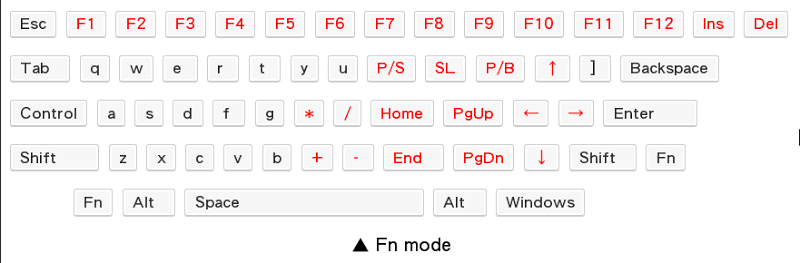 Esc F1 F2 F3 F4 F5 F6 F7 F8 F9 F10 F11 F12 Ins Del
Tab q w e r t y u P/S SL P/B ↑ ] Backspace
Control a s d f g * / Home PgUp ← → Enter
Shift z x c v b + - End PgDn ↓ Shift Fn
Fn Alt Space Alt Windows
▲ Fn mode